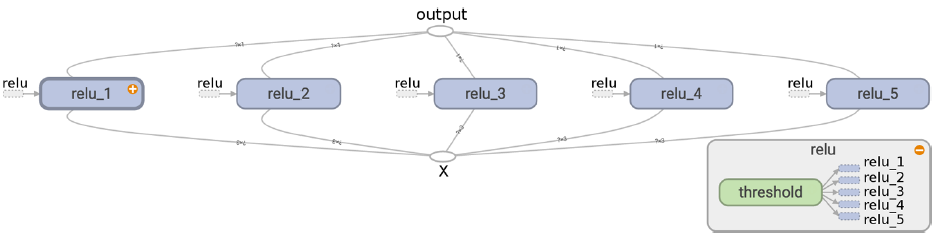 output
relu
relu_1
relu
relu_2
relu
relu_3
relu
relu_4
relu
relu_5
X
relu
threshold
relu_1
relu_2
relu_3
relu_4
relu_5